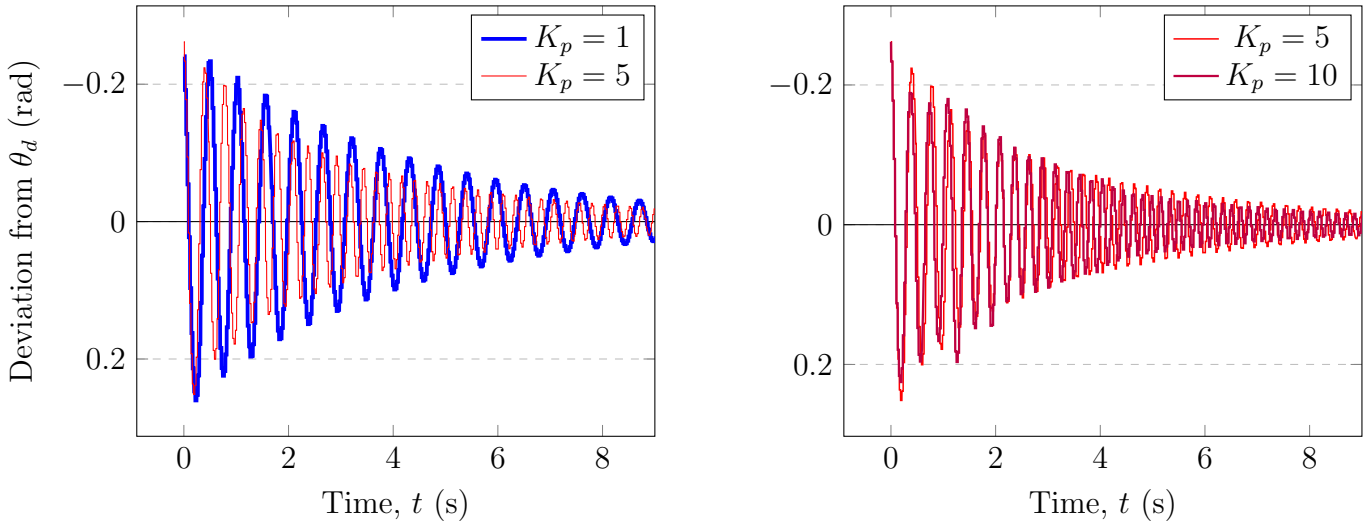 Deviation from θ_d (rad)
−0.2
0
0.2
K_p = 1
K_p = 5
0 2 4 6 8
Time, t (s)
−0.2
0
0.2
K_p = 5
K_p = 10
0 2 4 6 8
Time, t (s)